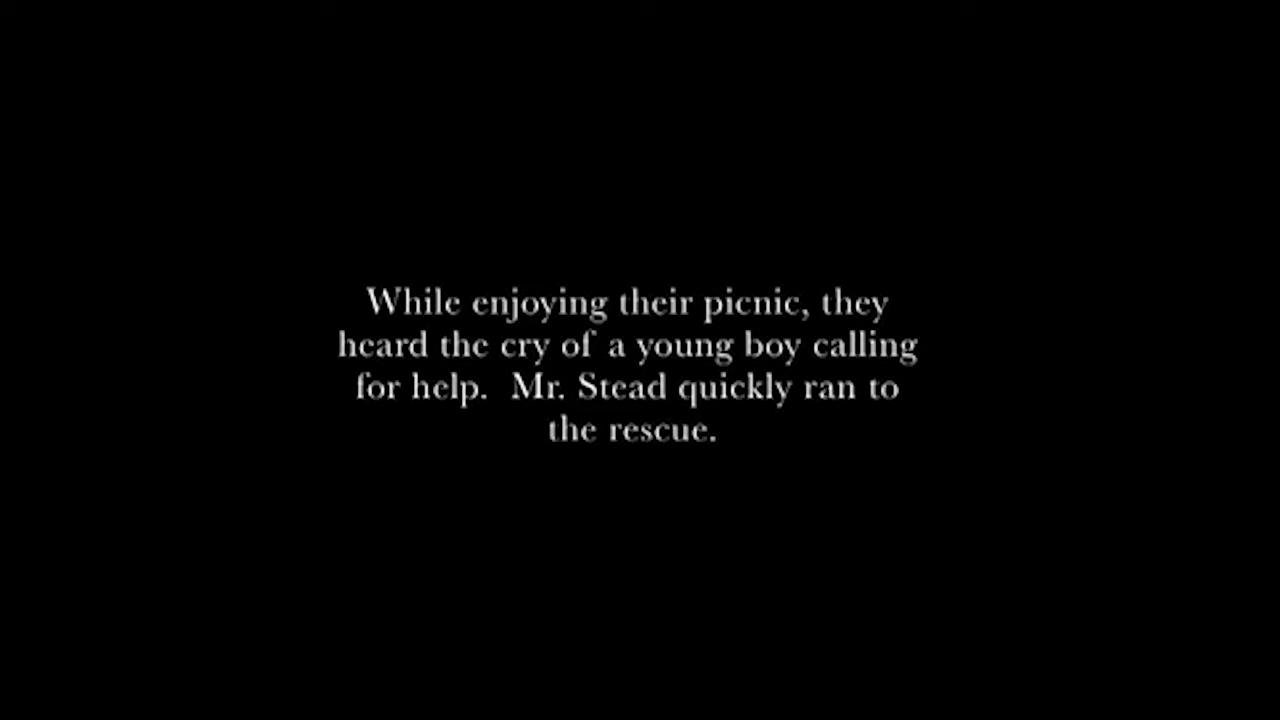 While enjoying their picnic, they
heard the cry of a young boy calling
for help.  Mr. Stead quickly ran to
the rescue.